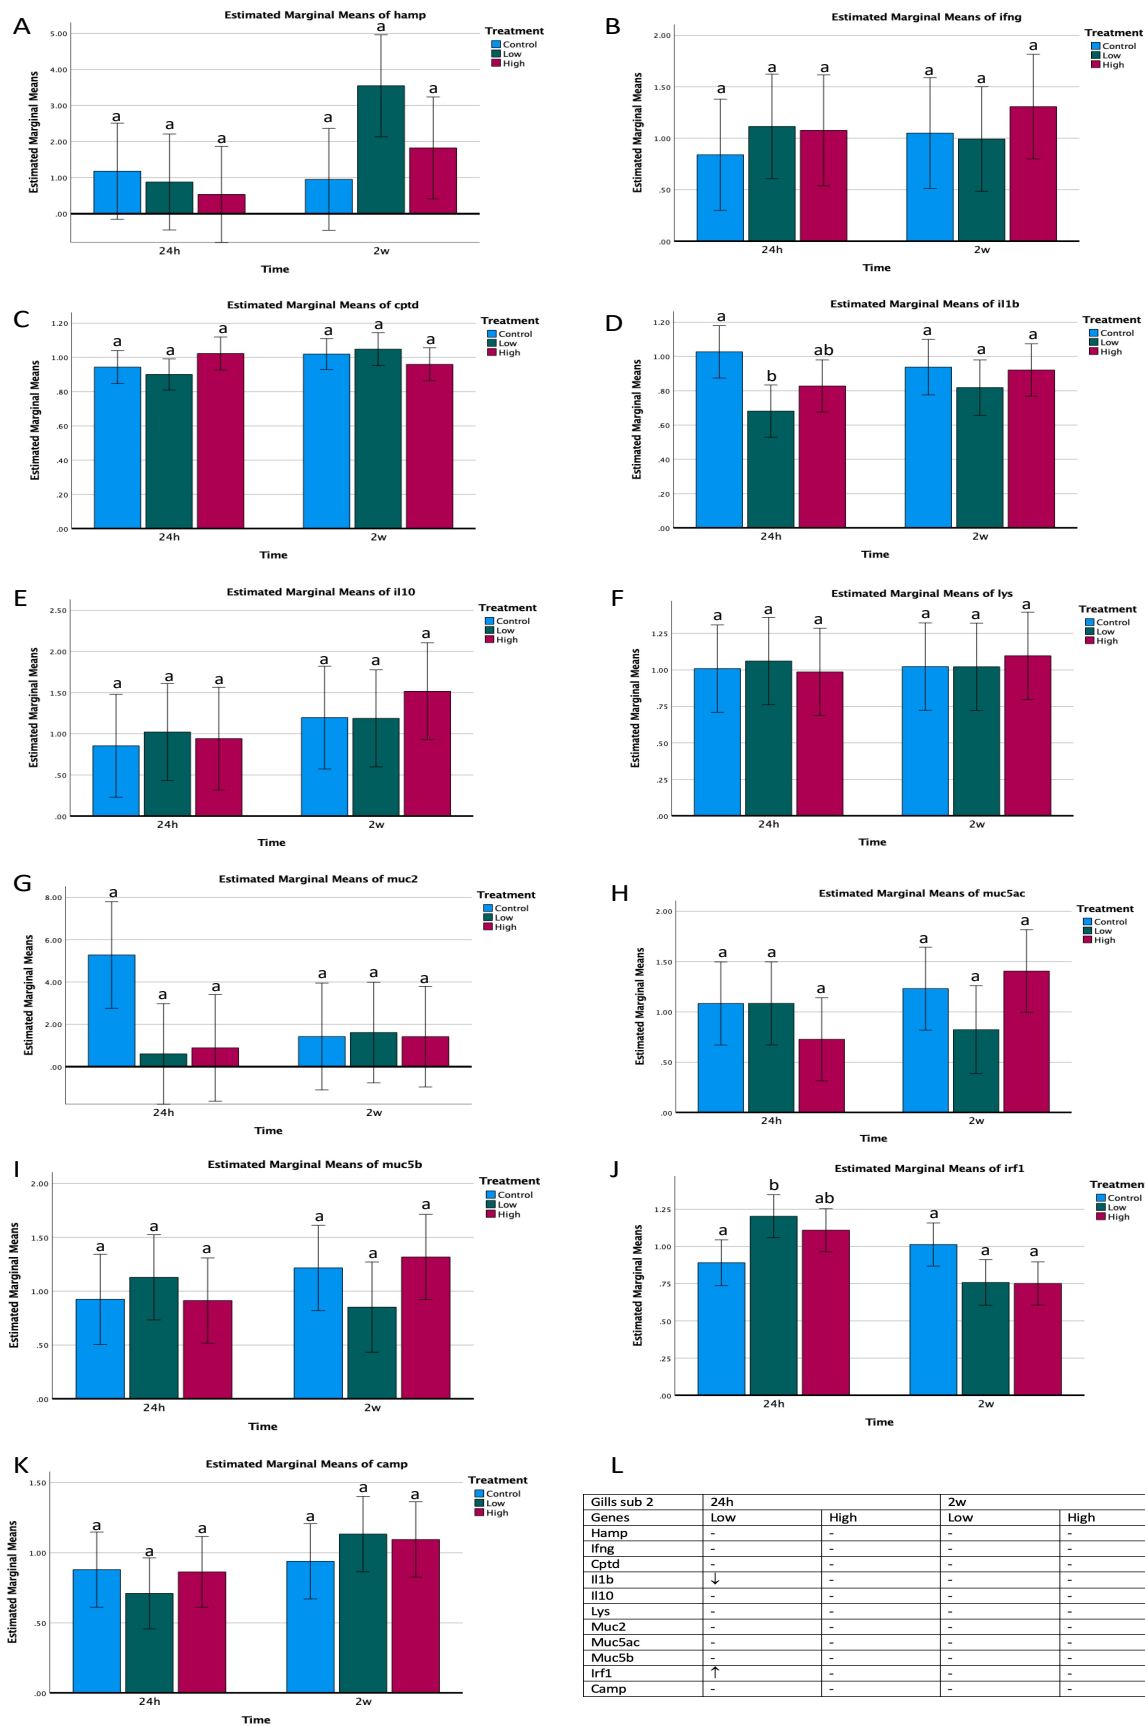 A
Estimated Marginal Means of hamp
Treatment
Control
Low
High
Estimated Marginal Means
5.00
4.00
3.00
2.00
1.00
.00
a a a a a a
24h 2w
Time
B
Estimated Marginal Means of ifng
Treatment
Control
Low
High
Estimated Marginal Means
2.00
1.50
1.00
.50
.00
a a a a a a
24h 2w
Time
C
Estimated Marginal Means of cptd
Treatment
Control
Low
High
Estimated Marginal Means
1.20
1.00
.80
.60
.40
.20
.00
a a a a a a
24h 2w
Time
D
Estimated Marginal Means of il1b
Treatment
Control
Low
High
Estimated Marginal Means
1.20
1.00
.80
.60
.40
.20
.00
a b ab a a a
24h 2w
Time
E
Estimated Marginal Means of il10
Treatment
Control
Low
High
Estimated Marginal Means
2.50
2.00
1.50
1.00
.50
.00
a a a a a a
24h 2w
Time
F
Estimated Marginal Means of lys
Treatment
Control
Low
High
Estimated Marginal Means
1.25
1.00
.75
.50
.25
.00
a a a a a a
24h 2w
Time
G
Estimated Marginal Means of muc2
Treatment
Control
Low
High
Estimated Marginal Means
8.00
6.00
4.00
2.00
.00
a a a a a a
24h 2w
Time
H
Estimated Marginal Means of muc5ac
Treatment
Control
Low
High
Estimated Marginal Means
2.00
1.50
1.00
.50
.00
a a a a a a
24h 2w
Time
I
Estimated Marginal Means of muc5b
Treatment
Control
Low
High
Estimated Marginal Means
2.00
1.50
1.00
.50
.00
a a a a a a
24h 2w
Time
J
Estimated Marginal Means of irf1
Treatment
Control
Low
High
Estimated Marginal Means
1.25
1.00
.75
.50
.25
.00
a b ab a a a
24h 2w
Time
K
Estimated Marginal Means of camp
Treatment
Control
Low
High
Estimated Marginal Means
1.50
1.00
.50
.00
a a a a a a
24h 2w
Time
L
Gills sub 2 24h 2w
Genes Low High Low High
Hamp - - - -
Ifng - - - -
Cptd - - - -
Il1b ↓ - - -
Il10 - - - -
Lys - - - -
Muc2 - - - -
Muc5ac - - - -
Muc5b - - - -
Irf1 ↑ - - -
Camp - - - -